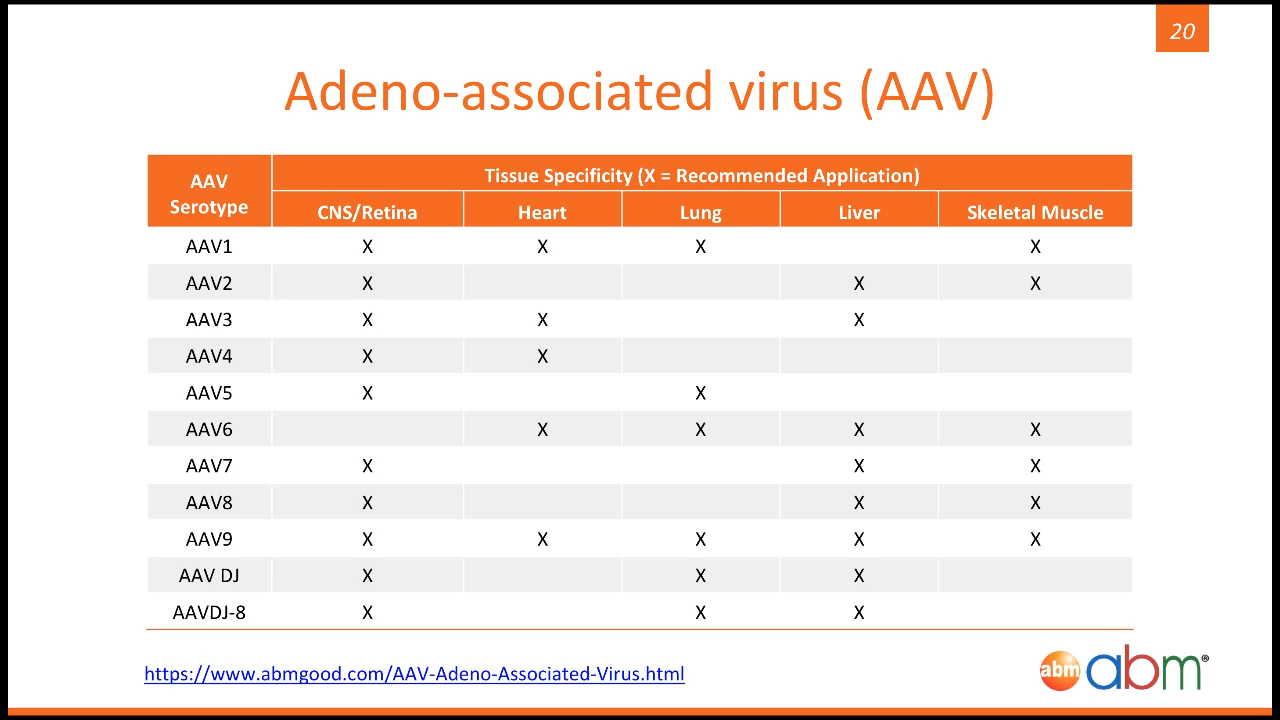 20
Adeno-associated virus (AAV)
AAV Serotype Tissue Specificity (X = Recommended Application)
CNS/Retina Heart Lung Liver Skeletal Muscle
AAV1 X X X X
AAV2 X X X
AAV3 X X X
AAV4 X X
AAV5 X X
AAV6 X X X X
AAV7 X X X
AAV8 X X X
AAV9 X X X X X
AAV DJ X X X
AAVDJ-8 X X X
https://www.abmgood.com/AAV-Adeno-Associated-Virus.html
abm abm®